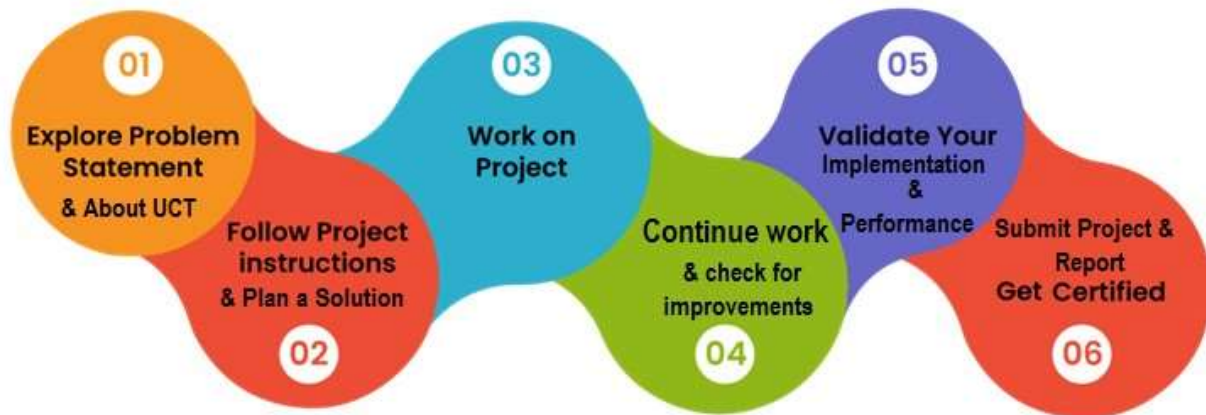 01
Explore Problem
Statement
& About UCT
Follow Project
instructions
& Plan a Solution
02
03
Work on
Project
Continue work
& check for
improvements
04
05
Validate Your
Implementation
&
Performance
Submit Project &
Report
Get Certified
06